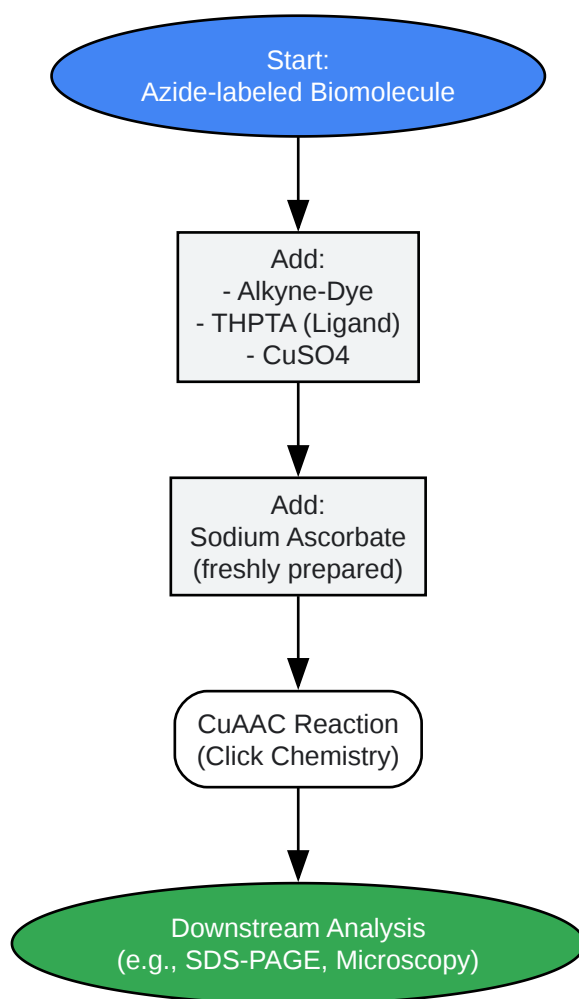 Start:
Azide-labeled Biomolecule
Add:
- Alkyne-Dye
- THPTA (Ligand)
- CuSO4
Add:
Sodium Ascorbate
(freshly prepared)
CuAAC Reaction
(Click Chemistry)
Downstream Analysis
(e.g., SDS-PAGE, Microscopy)